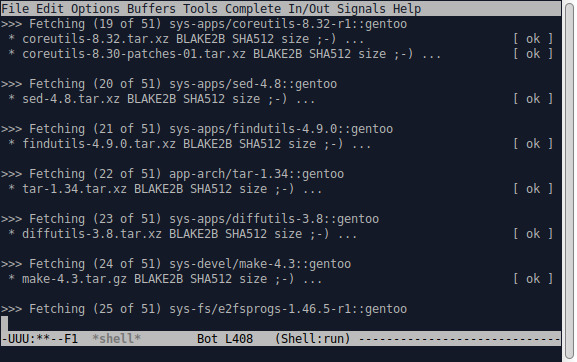 File Edit Options Buffers Tools Complete In/Out Signals Help
>>> Fetching (19 of 51) sys-apps/coreutils-8.32-r1::gentoo
 * coreutils-8.32.tar.xz BLAKE2B SHA512 size ;-) ... [ ok ]
 * coreutils-8.30-patches-01.tar.xz BLAKE2B SHA512 size ;-) ... [ ok ]
>>> Fetching (20 of 51) sys-apps/sed-4.8::gentoo
 * sed-4.8.tar.xz BLAKE2B SHA512 size ;-) ... [ ok ]
>>> Fetching (21 of 51) sys-apps/findutils-4.9.0::gentoo
 * findutils-4.9.0.tar.xz BLAKE2B SHA512 size ;-) ... [ ok ]
>>> Fetching (22 of 51) app-arch/tar-1.34::gentoo
 * tar-1.34.tar.xz BLAKE2B SHA512 size ;-) ... [ ok ]
>>> Fetching (23 of 51) sys-apps/diffutils-3.8::gentoo
 * diffutils-3.8.tar.xz BLAKE2B SHA512 size ;-) ... [ ok ]
>>> Fetching (24 of 51) sys-devel/make-4.3::gentoo
 * make-4.3.tar.gz BLAKE2B SHA512 size ;-) ... [ ok ]
>>> Fetching (25 of 51) sys-fs/e2fsprogs-1.46.5-r1::gentoo
-UUU:**--F1  *shell*        Bot L408   (Shell:run) -----------------------------